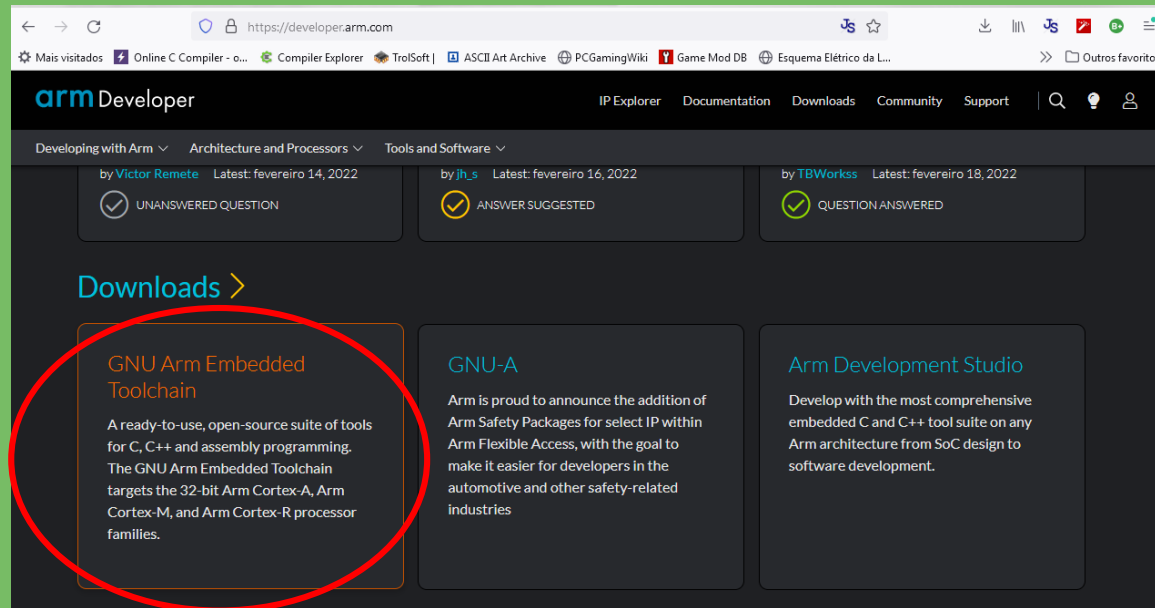 https://developer.arm.com
JS
JS
B+
Mais visitados
Online C Compiler - o...
Compiler Explorer
TrolSoft |
ASCII Art Archive
PCGamingWiki
Game Mod DB
Esquema Elétrico da L...
Outros favorito
arm Developer
IP Explorer
Documentation
Downloads
Community
Support
Developing with Arm
Architecture and Processors
Tools and Software
by Victor Remete Latest: fevereiro 14, 2022
UNANSWERED QUESTION
by jh_s Latest: fevereiro 16, 2022
ANSWER SUGGESTED
by TBWorkss Latest: fevereiro 18, 2022
QUESTION ANSWERED
Downloads
GNU Arm Embedded
Toolchain
A ready-to-use, open-source suite of tools
for C, C++ and assembly programming.
The GNU Arm Embedded Toolchain
targets the 32-bit Arm Cortex-A, Arm
Cortex-M, and Arm Cortex-R processor
families.
GNU-A
Arm is proud to announce the addition of
Arm Safety Packages for select IP within
Arm Flexible Access, with the goal to
make it easier for developers in the
automotive and other safety-related
industries
Arm Development Studio
Develop with the most comprehensive
embedded C and C++ tool suite on any
Arm architecture from SoC design to
software development.